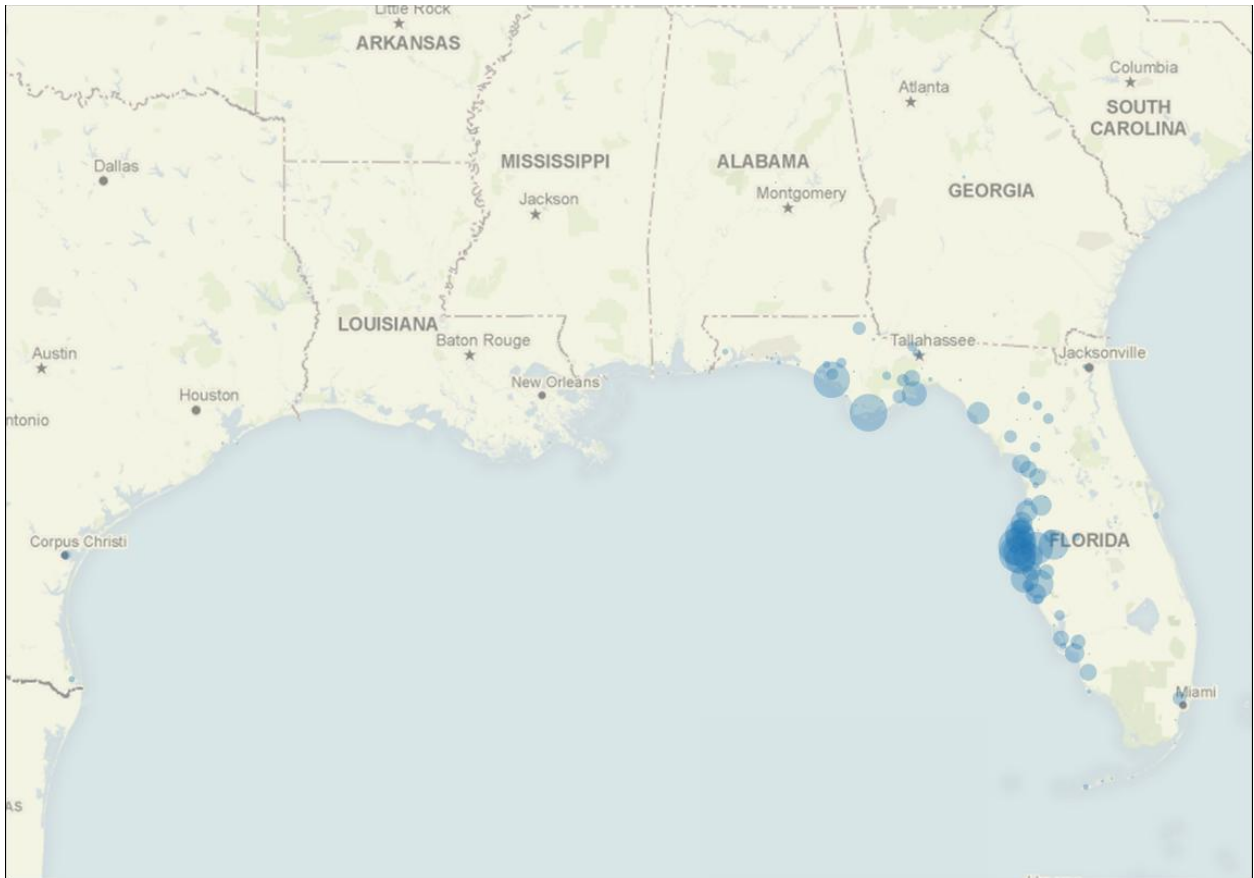 Little Rock
ARKANSAS
Columbia
Atlanta
SOUTH
CAROLINA
Dallas
MISSISSIPPI
ALABAMA
GEORGIA
Jackson
Montgomery
LOUISIANA
Baton Rouge
Tallahassee
Jacksonville
Austin
New Orleans
Houston
ntonio
Corpus Christi
FLORIDA
Miami
AS